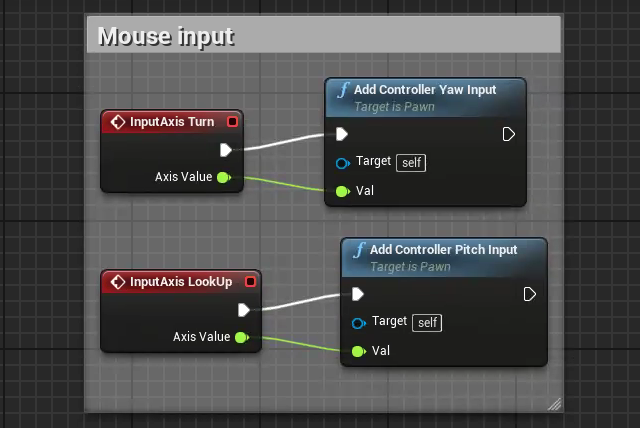 Mouse input
f Add Controller Yaw Input
Target is Pawn
InputAxis Turn
Target self
Axis Value
Val
f Add Controller Pitch Input
Target is Pawn
InputAxis LookUp
Target self
Axis Value
Val